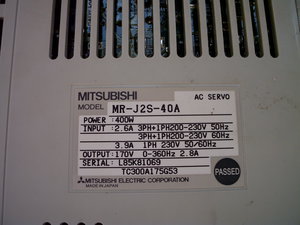 MITSUBISHI AC SERVO
MODEL MR-J2S-40A
POWER :400W
INPUT :2.6A 3PH+1PH200-230V 50Hz
3PH+1PH200-230V 60Hz
3.9A 1PH 230V 50/60Hz
OUTPUT:170V 0-360Hz 2.8A
SERIAL: L85K81069
TC300A175G53
PASSED
MITSUBISHI ELECTRIC CORPORATION
MADE IN JAPAN